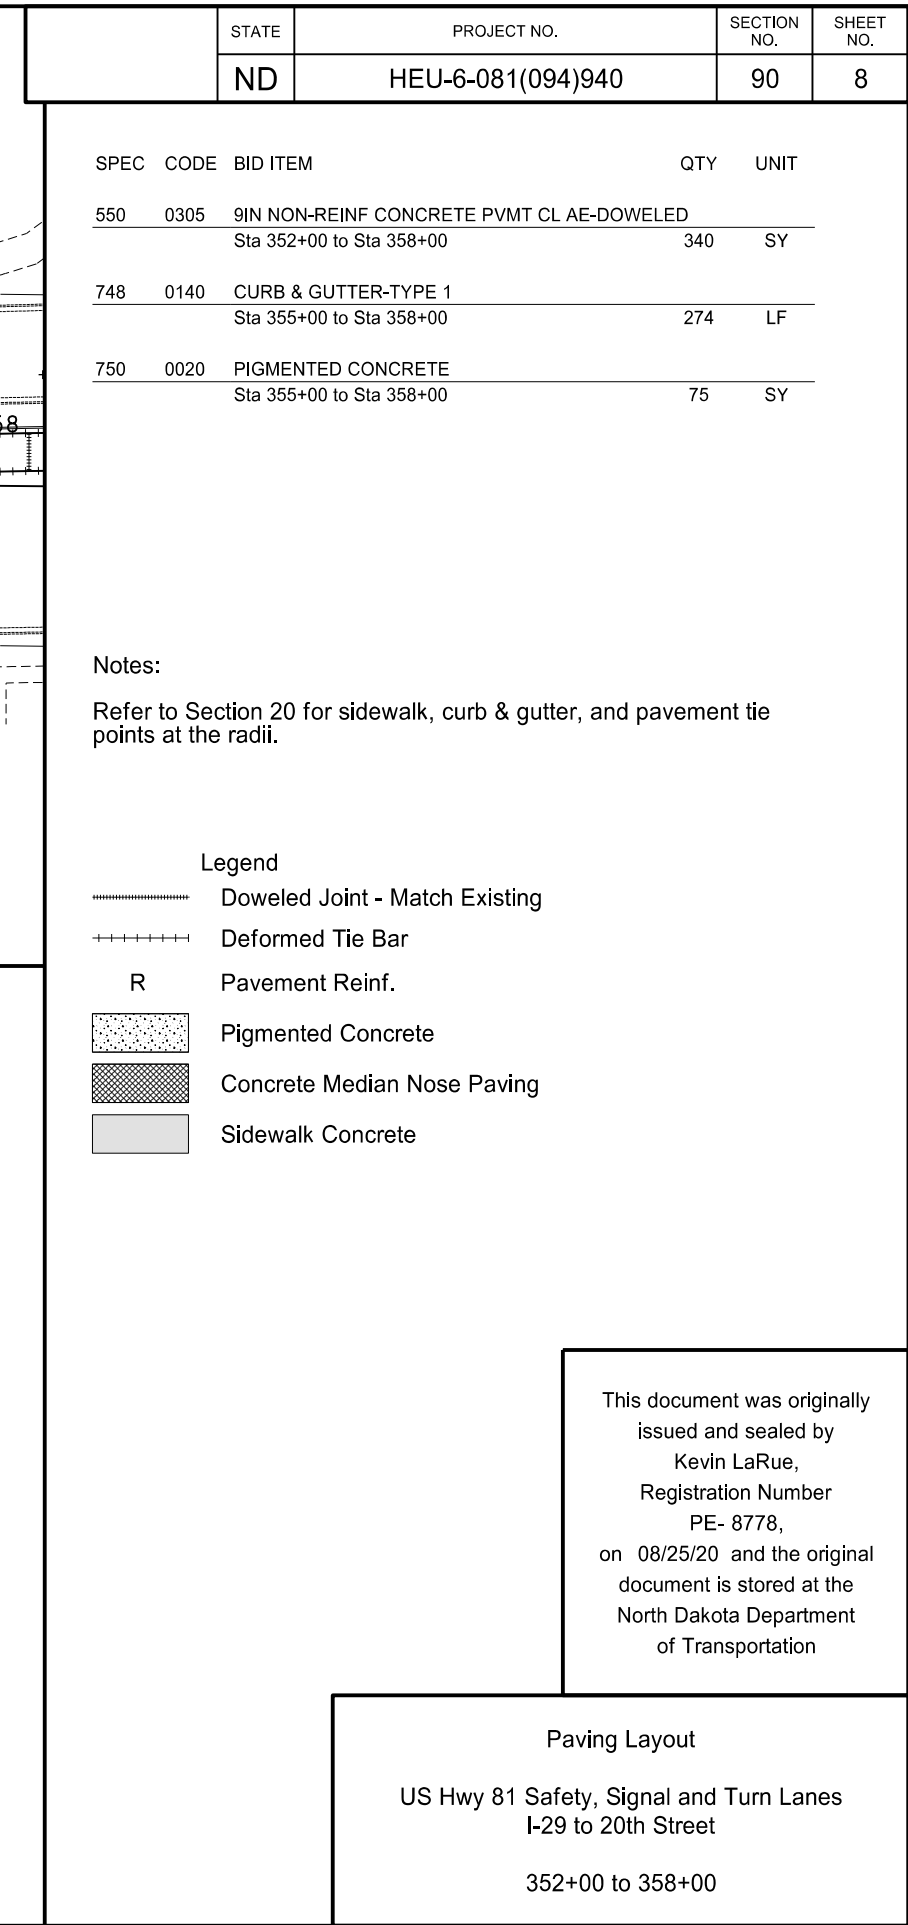 STATE PROJECT NO. SECTION NO. SHEET NO.
ND HEU-6-081(094)940 90 8
SPEC CODE BID ITEM QTY UNIT
550 0305 9IN NON-REINF CONCRETE PVMT CL AE-DOWELED
Sta 352+00 to Sta 358+00 340 SY
748 0140 CURB & GUTTER-TYPE 1
Sta 355+00 to Sta 358+00 274 LF
750 0020 PIGMENTED CONCRETE
Sta 355+00 to Sta 358+00 75 SY
Notes:
Refer to Section 20 for sidewalk, curb & gutter, and pavement tie
points at the radii.
Legend
Doweled Joint - Match Existing
Deformed Tie Bar
R Pavement Reinf.
Pigmented Concrete
Concrete Median Nose Paving
Sidewalk Concrete
This document was originally
issued and sealed by
Kevin LaRue,
Registration Number
PE- 8778,
on 08/25/20 and the original
document is stored at the
North Dakota Department
of Transportation
Paving Layout
US Hwy 81 Safety, Signal and Turn Lanes
I-29 to 20th Street
352+00 to 358+00